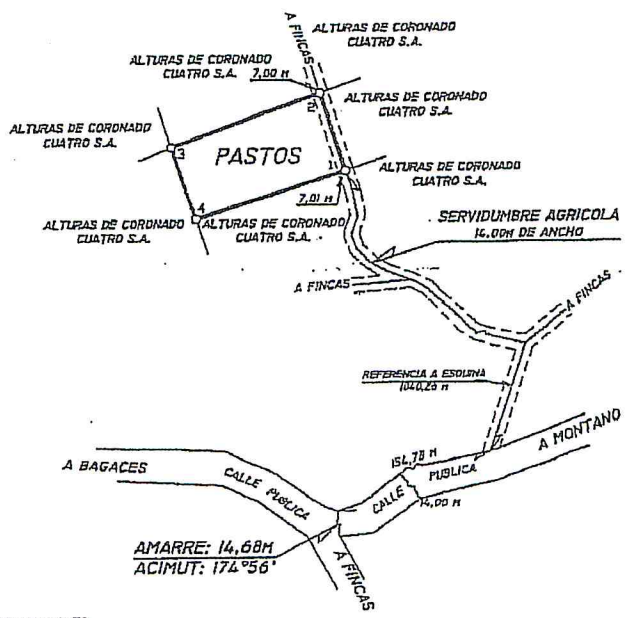 A FINCAS
ALTURAS DE CORONADO
CUATRO S.A.
ALTURAS DE CORONADO
CUATRO S.A.
7,00 M
2
ALTURAS DE CORONADO
CUATRO S.A.
ALTURAS DE CORONADO
CUATRO S.A.
3
PASTOS
1
ALTURAS DE CORONADO
CUATRO S.A.
7,01 M
4
ALTURAS DE CORONADO
CUATRO S.A.
ALTURAS DE CORONADO
CUATRO S.A.
SERVIDUMBRE AGRICOLA
14.00M DE ANCHO
A FINCAS
A FINCAS
REFERENCIA A ESQUINA
1040,26 M
A MONTANO
154,78 M
CALLE PUBLICA
14,00 M
A BAGACES
CALLE PUBLICA
AMARRE: 14,68M
ACIMUT: 174°56'
A FINCAS